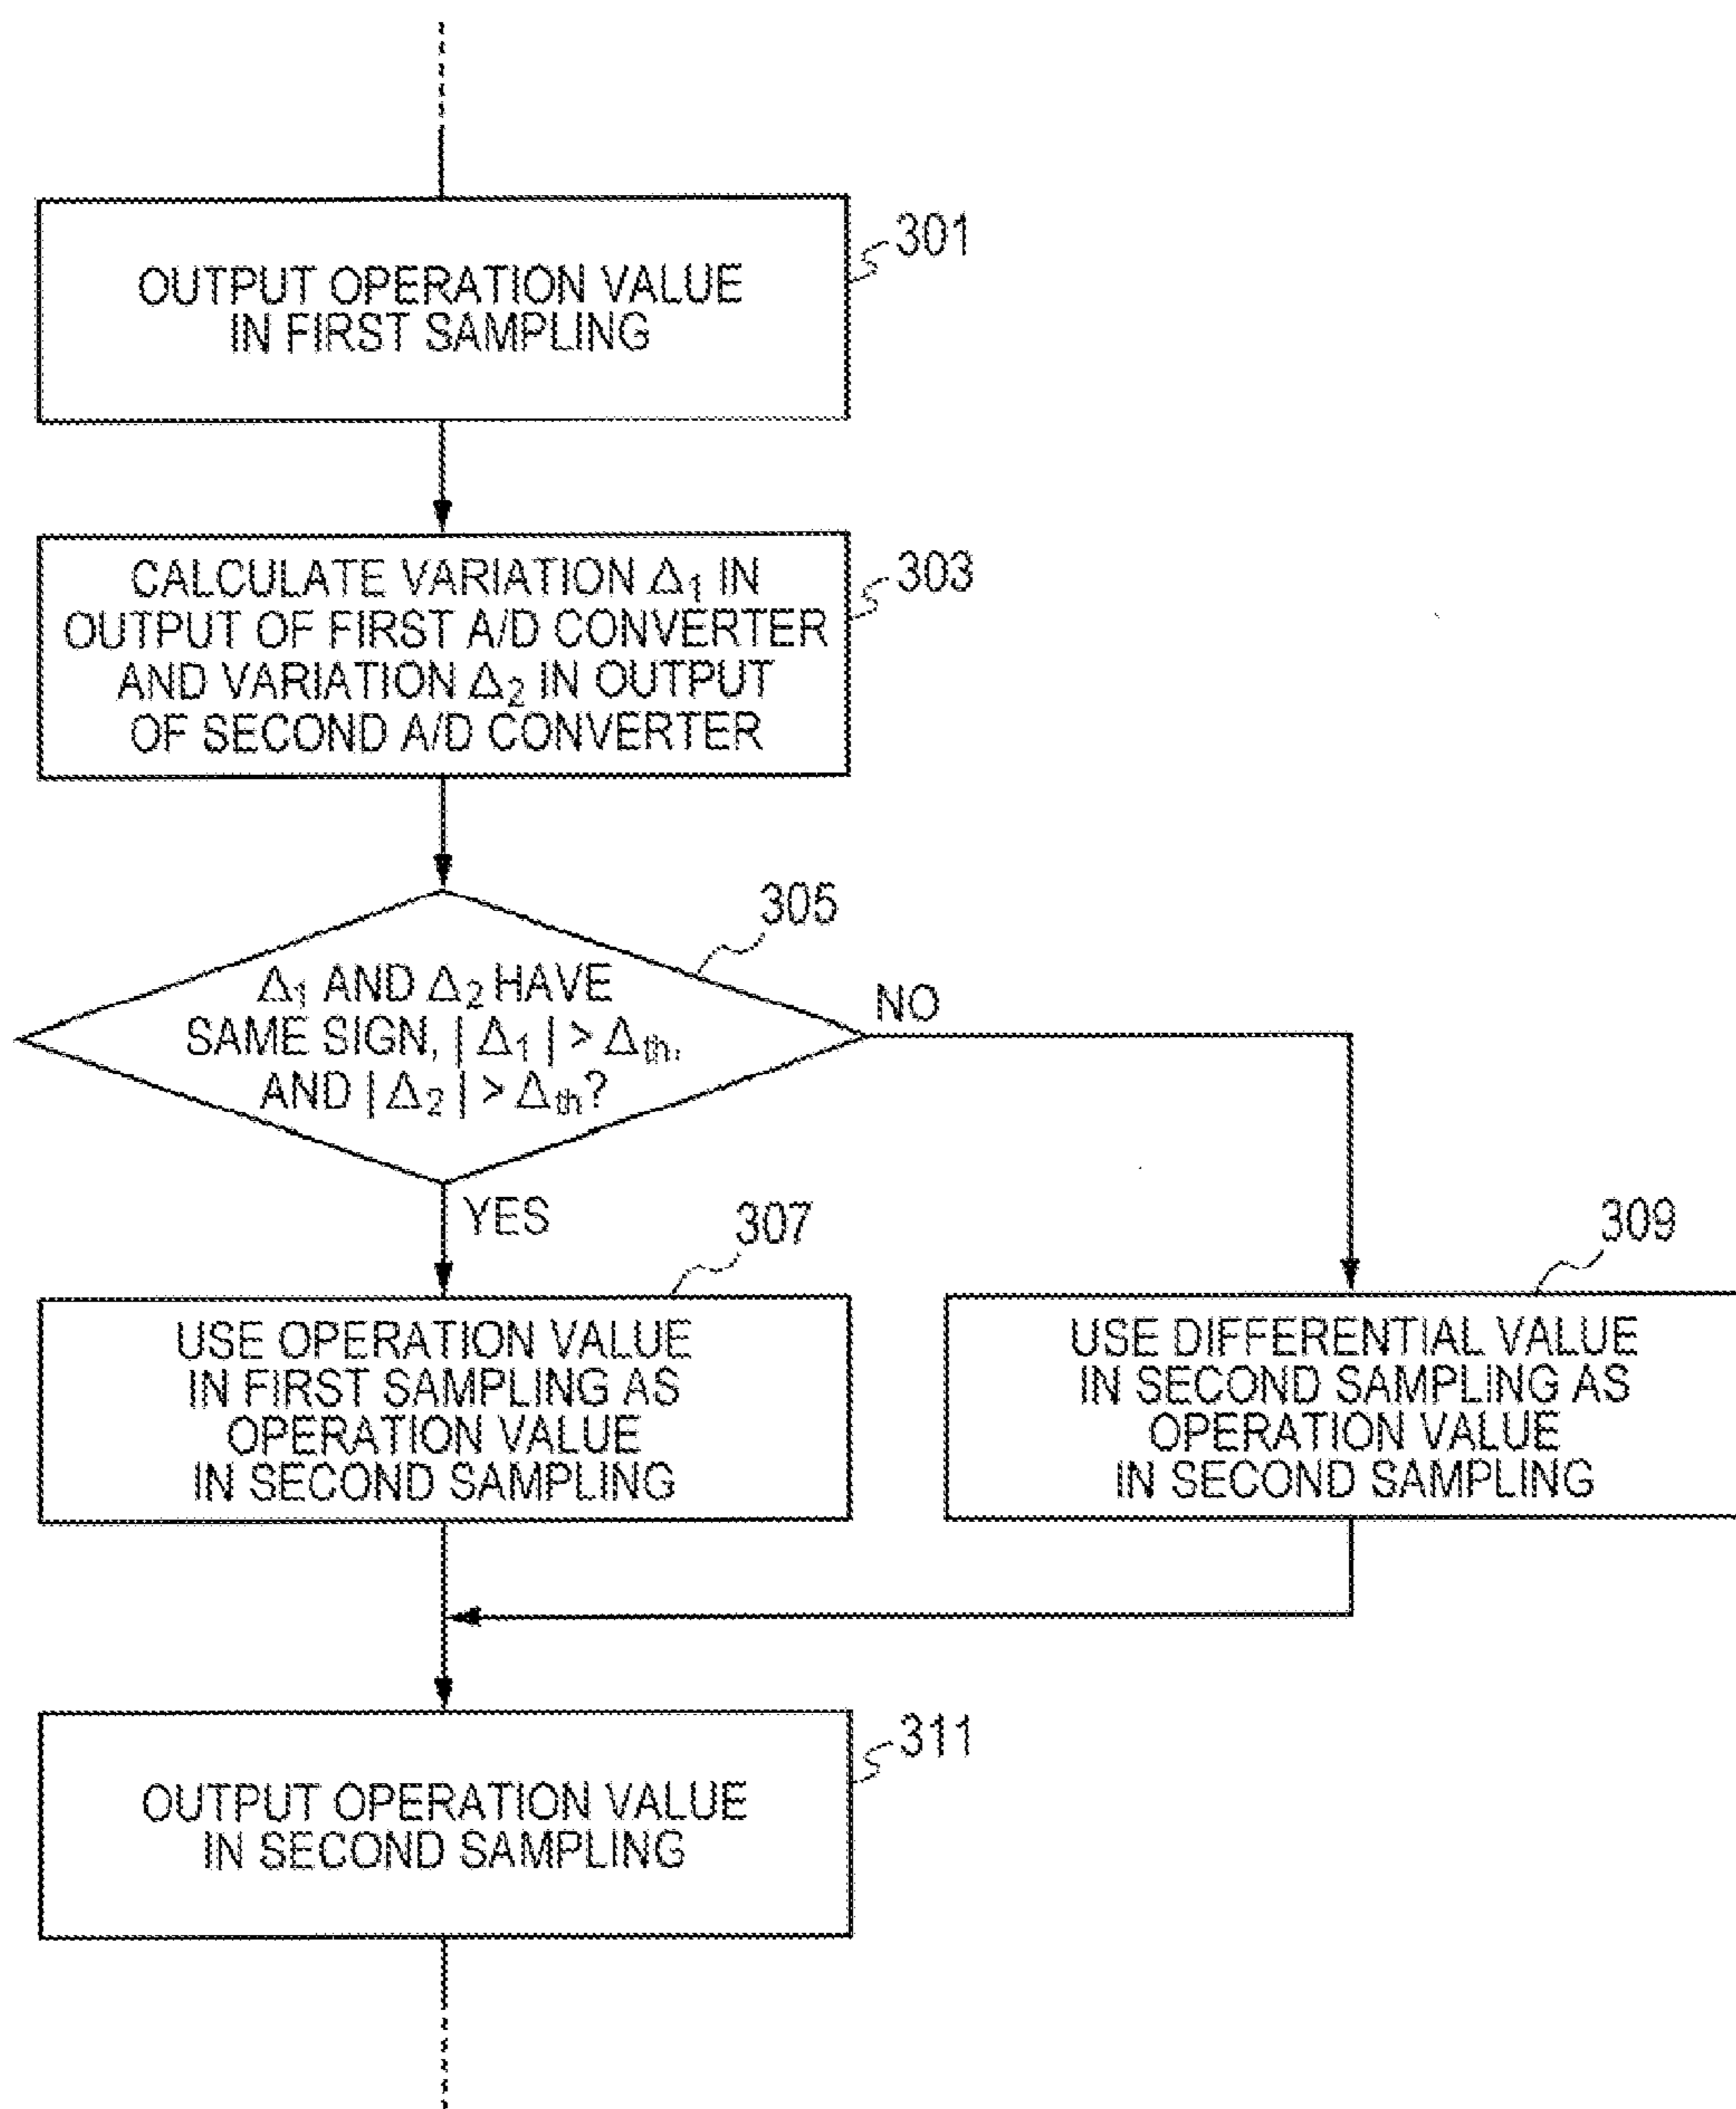 OUTPUT OPERATION VALUE
IN FIRST SAMPLING
301
CALCULATE VARIATION Δ1 IN
OUTPUT OF FIRST A/D CONVERTER
AND VARIATION Δ2 IN OUTPUT
OF SECOND A/D CONVERTER
303
305
Δ1 AND Δ2 HAVE
SAME SIGN, | Δ1 | > Δth,
AND | Δ2 | > Δth?
NO
YES
307
USE OPERATION VALUE
IN FIRST SAMPLING AS
OPERATION VALUE
IN SECOND SAMPLING
309
USE DIFFERENTIAL VALUE
IN SECOND SAMPLING AS
OPERATION VALUE
IN SECOND SAMPLING
311
OUTPUT OPERATION VALUE
IN SECOND SAMPLING